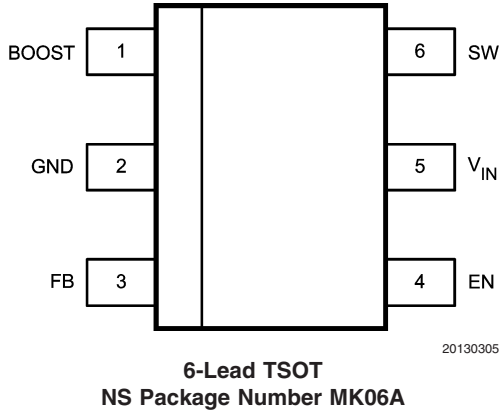 BOOST 1 6 SW
GND 2 5 V_IN
FB 3 4 EN
20130305
6-Lead TSOT
NS Package Number MK06A